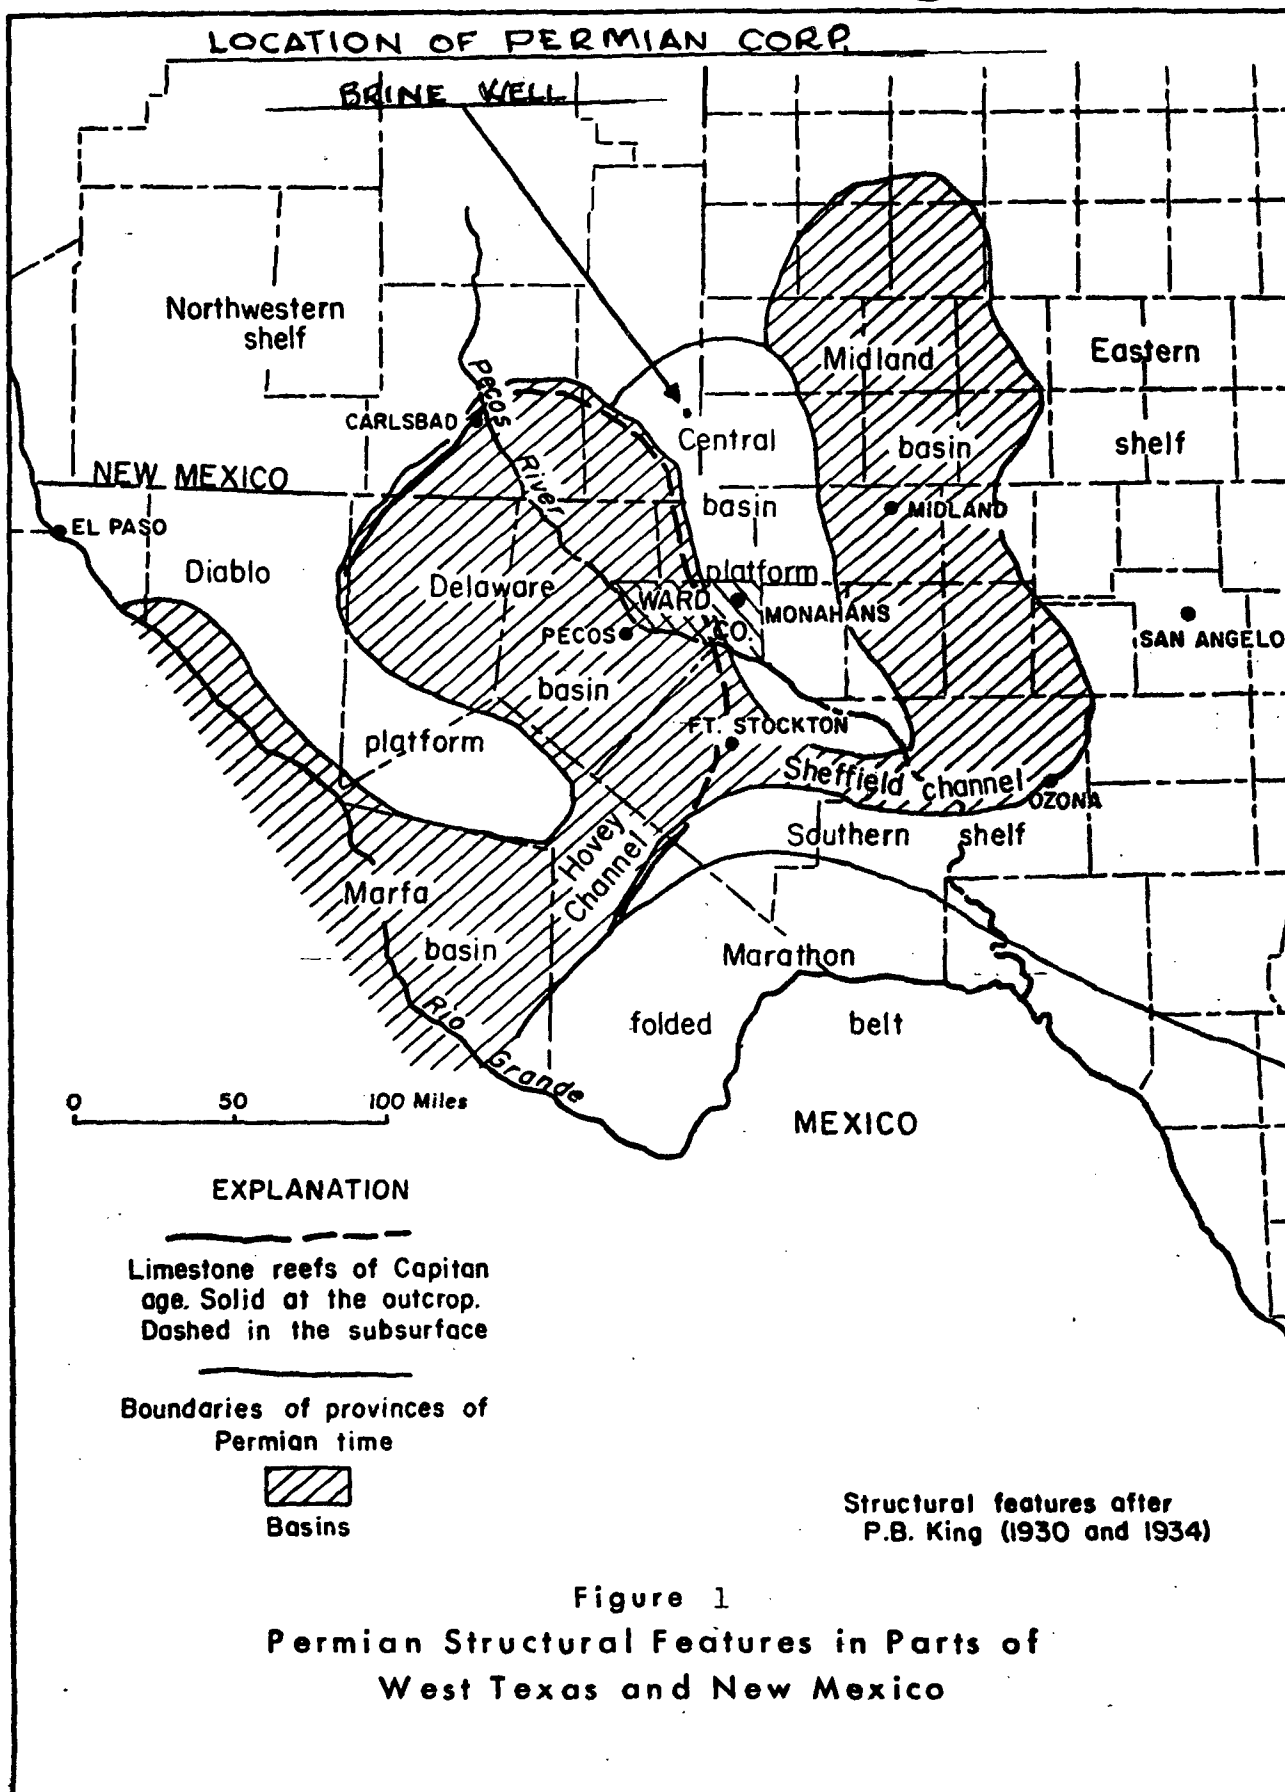 LOCATION OF PERMIAN CORP.
BRINE WELL
Northwestern
shelf
Pecos
River
CARLSBAD
NEW MEXICO
EL PASO
Diablo
platform
Delaware
basin
Central
basin
platform
Midland
basin
MIDLAND
Eastern
shelf
WARD
CO.
MONAHANS
PECOS
SAN ANGELO
FT. STOCKTON
Sheffield channel
OZONA
Southern shelf
Hovey
Channel
Marfa
basin
Marathon
folded belt
Rio
Grande
MEXICO
0 50 100 Miles
EXPLANATION
Limestone reefs of Capitan
age. Solid at the outcrop.
Dashed in the subsurface
Boundaries of provinces of
Permian time
Basins
Structural features after
P.B. King (1930 and 1934)
Figure 1
Permian Structural Features in Parts of
West Texas and New Mexico